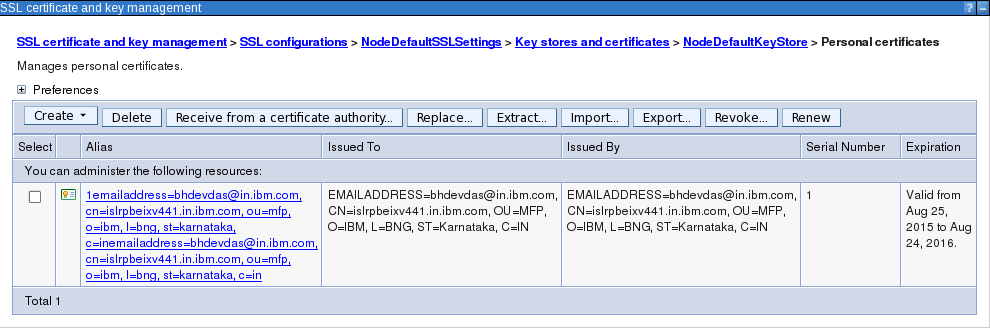 SSL certificate and key management ? –
SSL certificate and key management > SSL configurations > NodeDefaultSSLSettings > Key stores and certificates > NodeDefaultKeyStore > Personal certificates
Manages personal certificates.
Preferences
Create Delete Receive from a certificate authority... Replace... Extract... Import... Export... Revoke... Renew
Select Alias Issued To Issued By Serial Number Expiration
You can administer the following resources:
1emailaddress=bhdevdas@in.ibm.com,
cn=islrpbeixv441.in.ibm.com, ou=mfp,
o=ibm, l=bng, st=karnataka,
c=inemailaddress=bhdevdas@in.ibm.com,
cn=islrpbeixv441.in.ibm.com, ou=mfp,
o=ibm, l=bng, st=karnataka, c=in
EMAILADDRESS=bhdevdas@in.ibm.com,
CN=islrpbeixv441.in.ibm.com, OU=MFP,
O=IBM, L=BNG, ST=Karnataka, C=IN
EMAILADDRESS=bhdevdas@in.ibm.com,
CN=islrpbeixv441.in.ibm.com, OU=MFP,
O=IBM, L=BNG, ST=Karnataka, C=IN
1
Valid from
Aug 25,
2015 to Aug
24, 2016.
Total 1